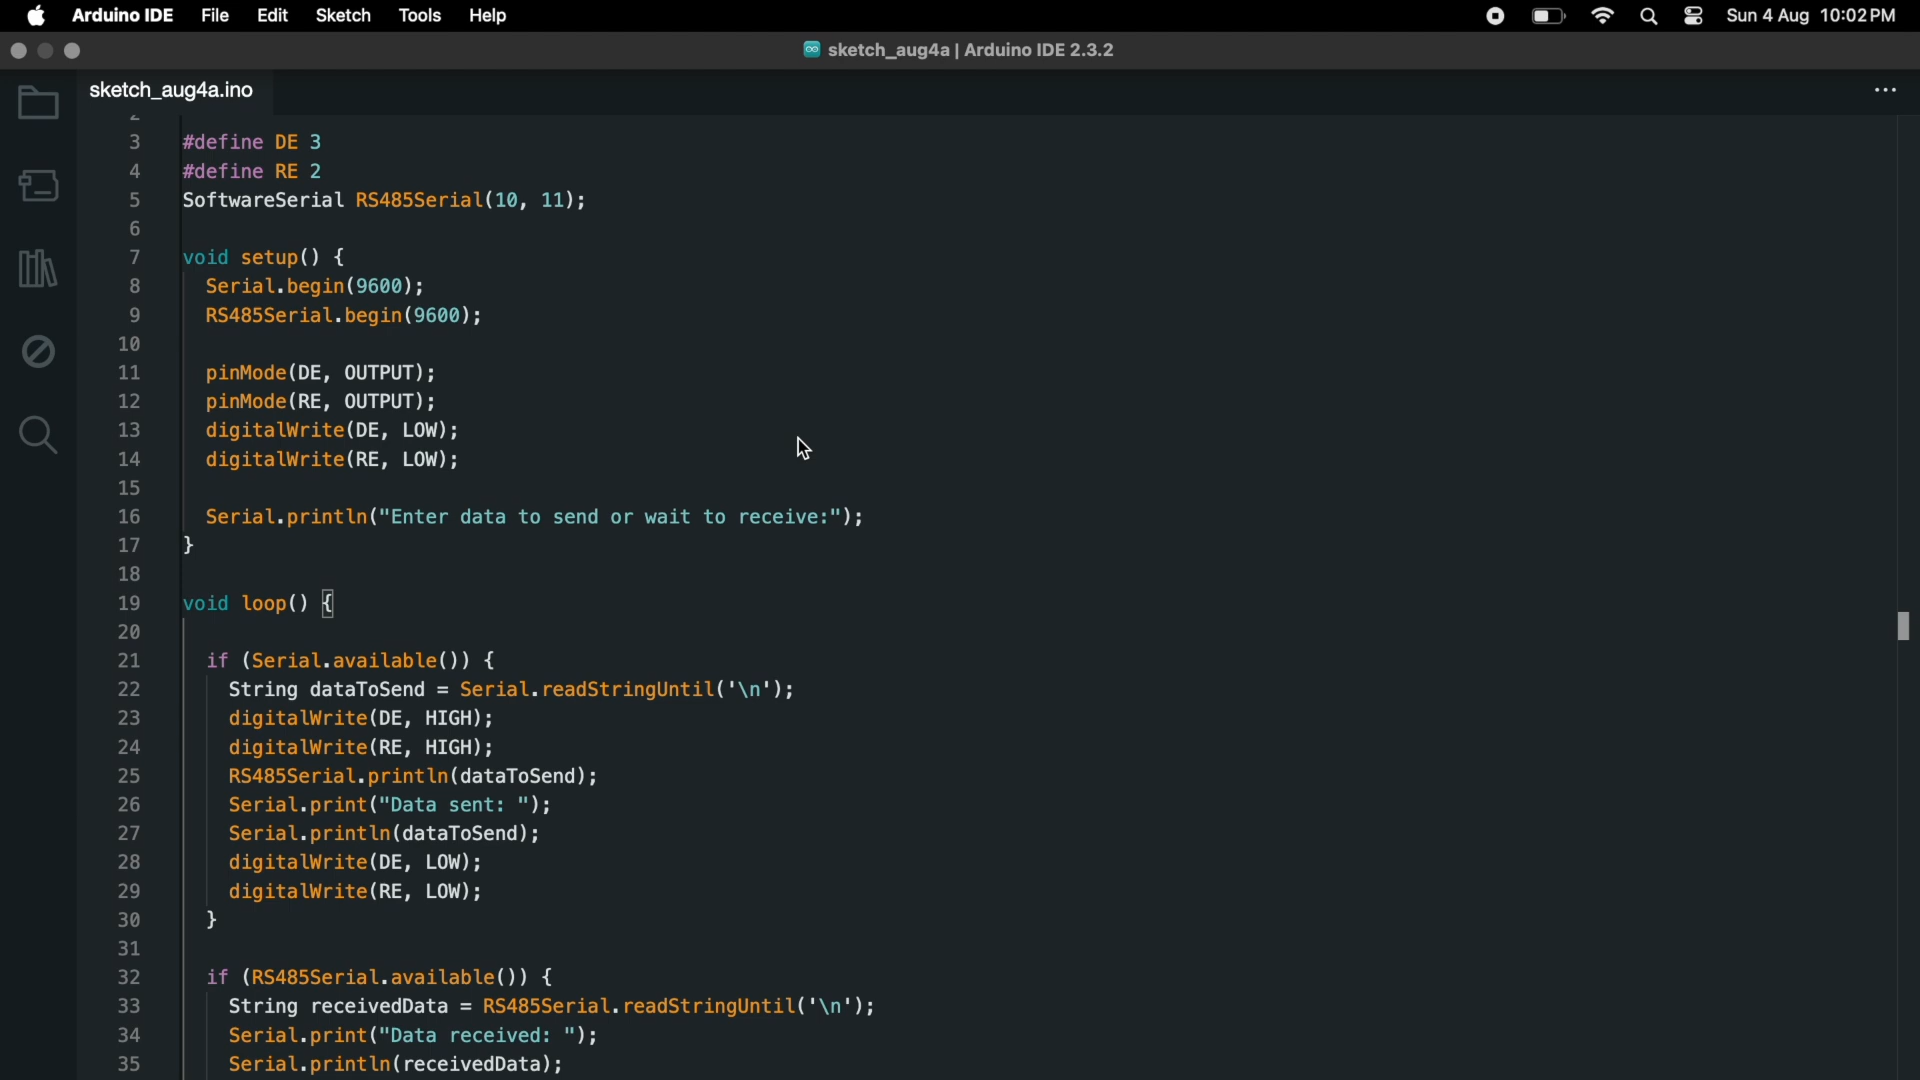 Arduino IDE File Edit Sketch Tools Help Sun 4 Aug 10:02 PM
sketch_aug4a | Arduino IDE 2.3.2
sketch_aug4a.ino
2
3 #define DE 3
4 #define RE 2
5 SoftwareSerial RS485Serial(10, 11);
6
7 void setup() {
8 Serial.begin(9600);
9 RS485Serial.begin(9600);
10
11 pinMode(DE, OUTPUT);
12 pinMode(RE, OUTPUT);
13 digitalWrite(DE, LOW);
14 digitalWrite(RE, LOW);
15
16 Serial.println("Enter data to send or wait to receive:");
17 }
18
19 void loop() {
20
21 if (Serial.available()) {
22 String dataToSend = Serial.readStringUntil('\n');
23 digitalWrite(DE, HIGH);
24 digitalWrite(RE, HIGH);
25 RS485Serial.println(dataToSend);
26 Serial.print("Data sent: ");
27 Serial.println(dataToSend);
28 digitalWrite(DE, LOW);
29 digitalWrite(RE, LOW);
30 }
31
32 if (RS485Serial.available()) {
33 String receivedData = RS485Serial.readStringUntil('\n');
34 Serial.print("Data received: ");
35 Serial.println(receivedData);